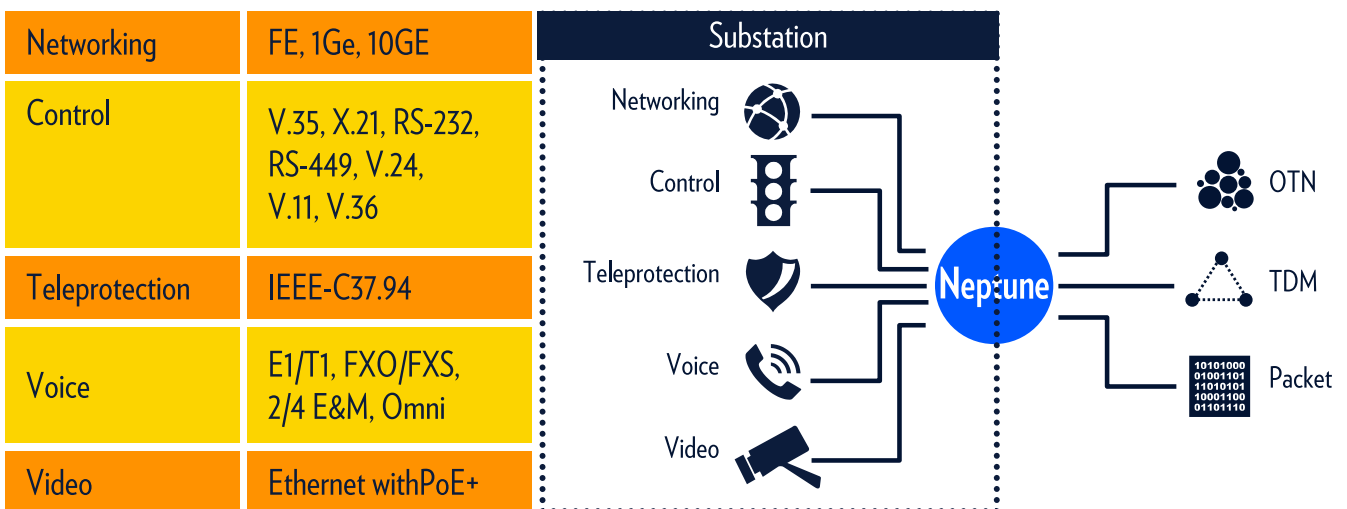 Networking
FE, 1Ge, 10GE
Control
V.35, X.21, RS-232,
RS-449, V.24,
V.11, V.36
Teleprotection
IEEE-C37.94
Voice
E1/T1, FXO/FXS,
2/4 E&M, Omni
Video
Ethernet withPoE+
Substation
Networking
Control
Teleprotection
Voice
Video
Neptune
OTN
TDM
10101000
01001101
11010101
10001100
01101110
Packet